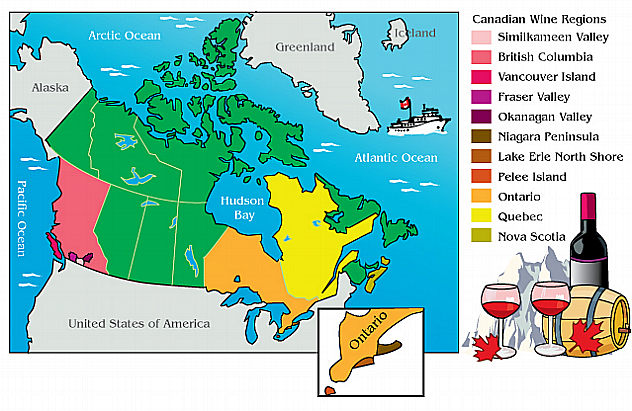 Arctic Ocean
Greenland
Iceland
Alaska
Atlantic Ocean
Hudson
Bay
Pacific Ocean
United States of America
Ontario
Canadian Wine Regions
Similkameen Valley
British Columbia
Vancouver Island
Fraser Valley
Okanagan Valley
Niagara Peninsula
Lake Erie North Shore
Pelee Island
Ontario
Quebec
Nova Scotia